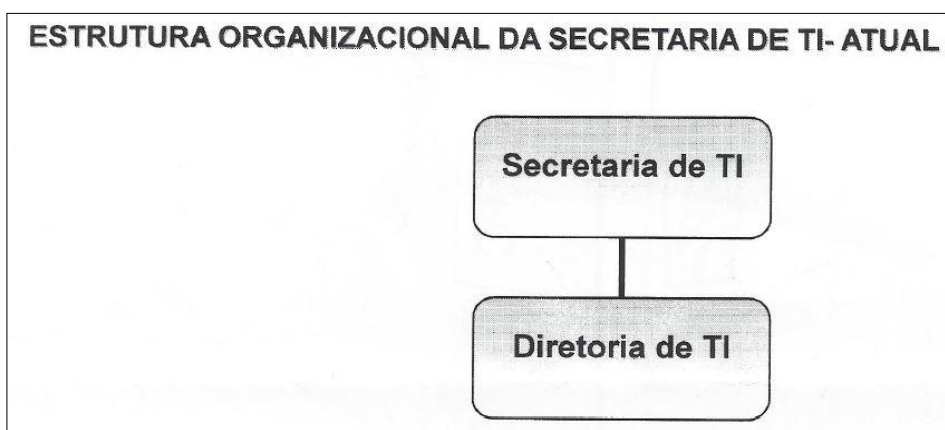 ESTRUTURA ORGANIZACIONAL DA SECRETARIA DE TI- ATUAL
Secretaria de TI
Diretoria de TI